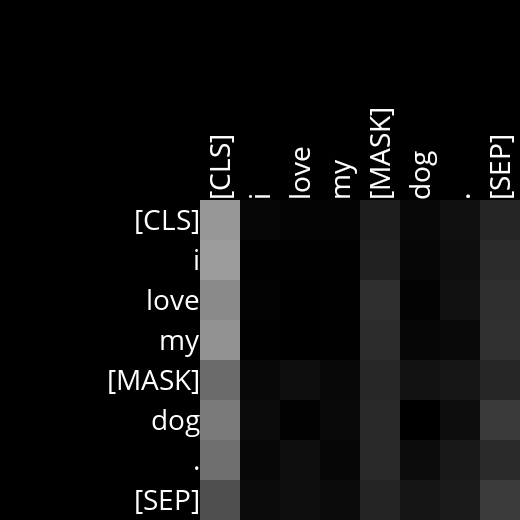 [CLS] i love my [MASK] dog . [SEP]
[CLS]
i
love
my
[MASK]
dog
.
[SEP]